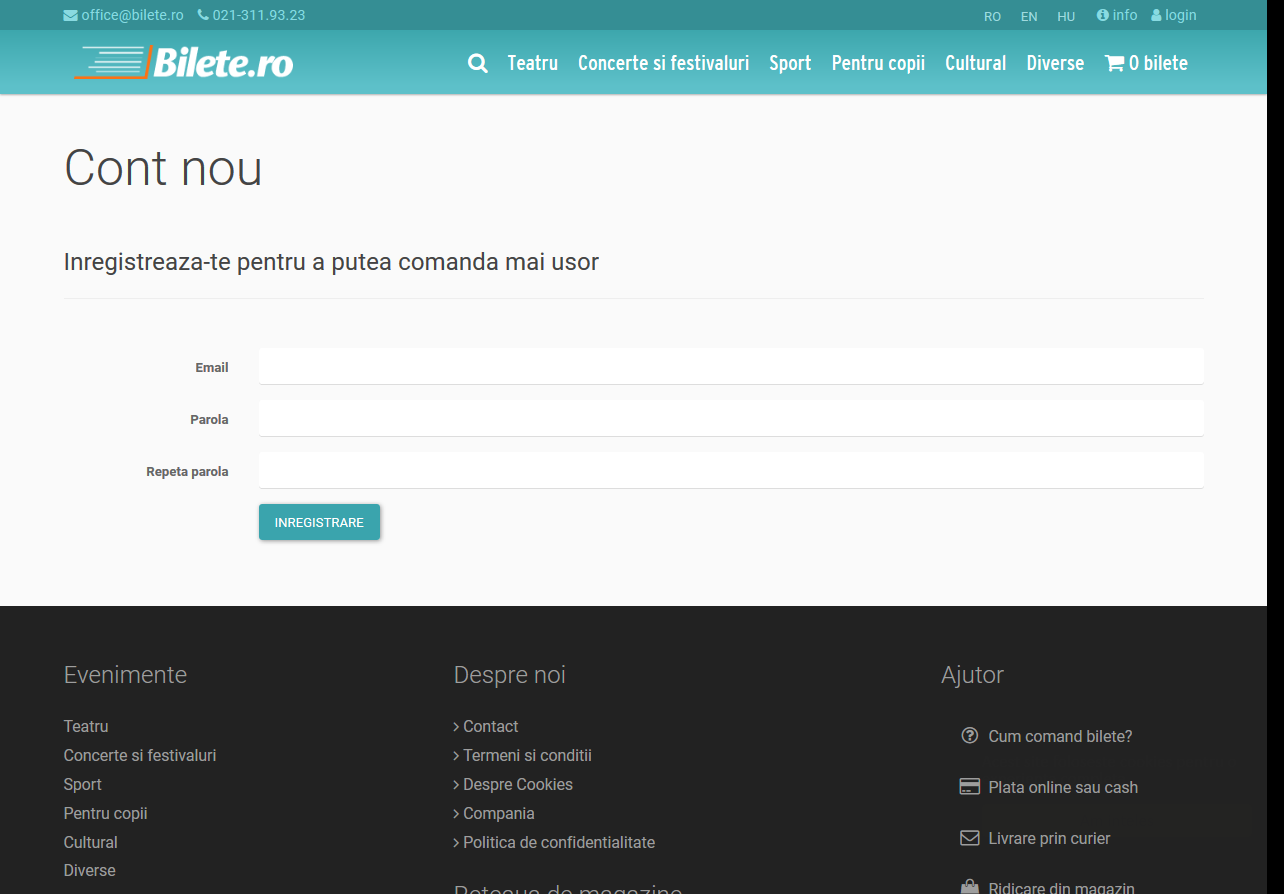 office@bilete.ro 021-311.93.23 RO EN HU info login
Bilete.ro Teatru Concerte si festivaluri Sport Pentru copii Cultural Diverse 0 bilete
Cont nou
Inregistreaza-te pentru a putea comanda mai usor
Email
Parola
Repeta parola
INREGISTRARE
Evenimente
Teatru
Concerte si festivaluri
Sport
Pentru copii
Cultural
Diverse
Despre noi
Contact
Termeni si conditii
Despre Cookies
Compania
Politica de confidentialitate
Reteaua de magazine
Ajutor
Cum comand bilete?
Plata online sau cash
Livrare prin curier
Ridicare din magazin